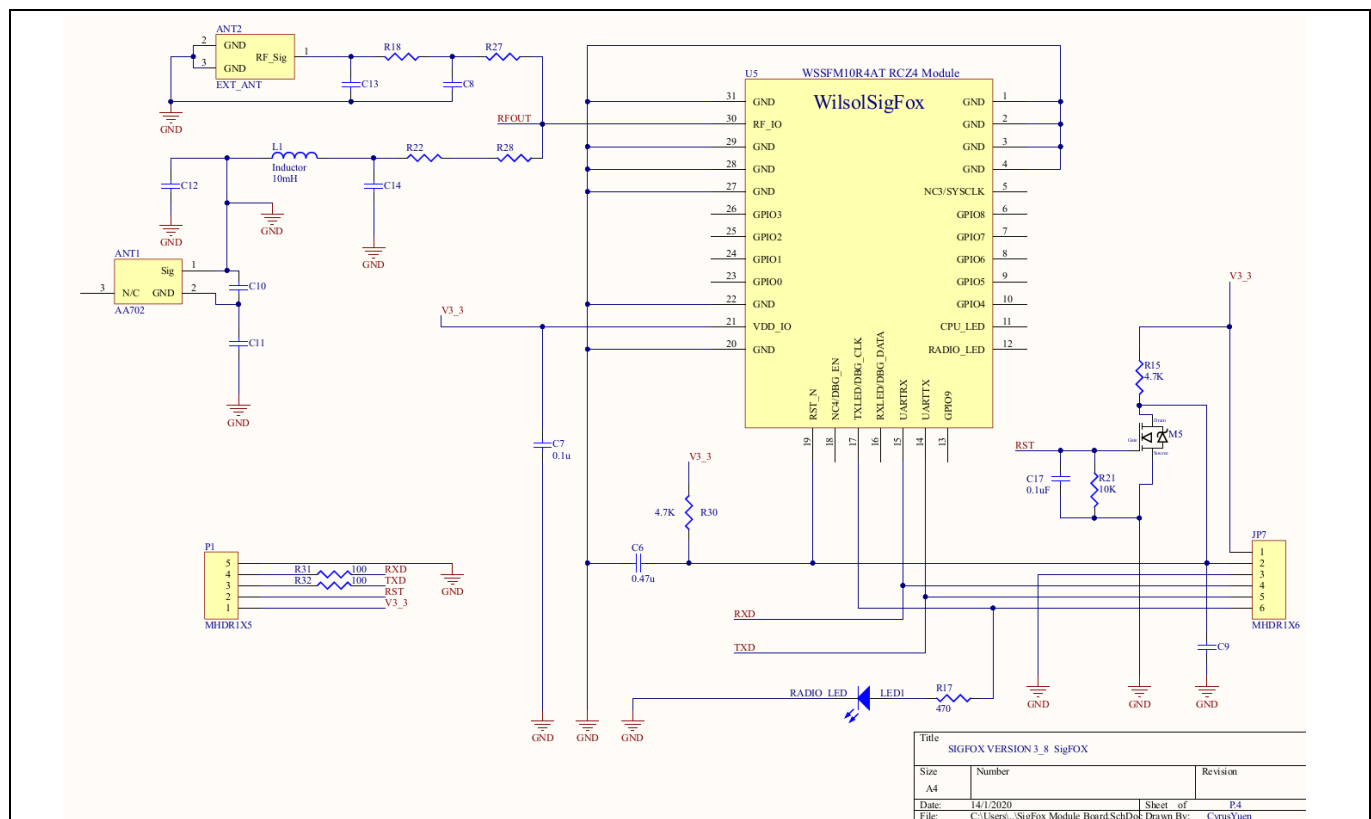 ANT2
2 GND
3 GND
RF_Sig 1
EXT_ANT
R18
R27
C13
C8
GND
RFOUT
L1
Inductor
10mH
R22
R28
C12
C14
GND
GND
GND
ANT1
Sig 1
3 N/C GND 2
AA702
C10
C11
GND
V3_3
C7
0.1u
GND
U5
WSSFM10R4AT RCZ4 Module
WilsolSigFox
31 GND
30 RF_IO
29 GND
28 GND
27 GND
26 GPIO3
25 GPIO2
24 GPIO1
23 GPIO0
22 GND
21 VDD_IO
20 GND
GND 1
GND 2
GND 3
GND 4
NC3/SYSCLK 5
GPIO8 6
GPIO7 7
GPIO6 8
GPIO5 9
GPIO4 10
CPU_LED 11
RADIO_LED 12
RST_N 19
NC4/DBG_EN 18
TXLED/DBG_CLK 17
RXLED/DBG_DATA 16
UARTRX 15
UARTTX 14
GPIO9 13
V3_3
4.7K R30
C6
0.47u
GND
RXD
TXD
RADIO_LED
LED1
R17
470
GND
V3_3
R15
4.7K
Drain
Gate
M5
Source
RST
C17
0.1uF
R21
10K
JP7
1
2
3
4
5
6
MHDR1X6
C9
GND
GND
GND
P1
5
4 R31 100 RXD
3 R32 100 TXD
2 RST
1 V3_3
MHDR1X5
GND
Title
SIGFOX VERSION 3_8 SigFOX
Size Number Revision
A4
Date: 14/1/2020 Sheet of P.4
File: C:\Users\..\SigFox Module Board.SchDoc Drawn By: CyrusYuen